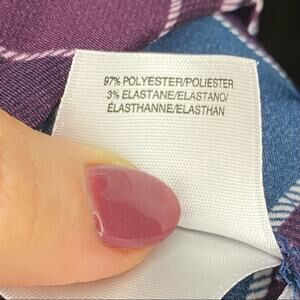 97% POLYESTER/POLIESTER
3% ELASTANE/ELASTANO/
ÉLASTHANNE/ELASTHAN